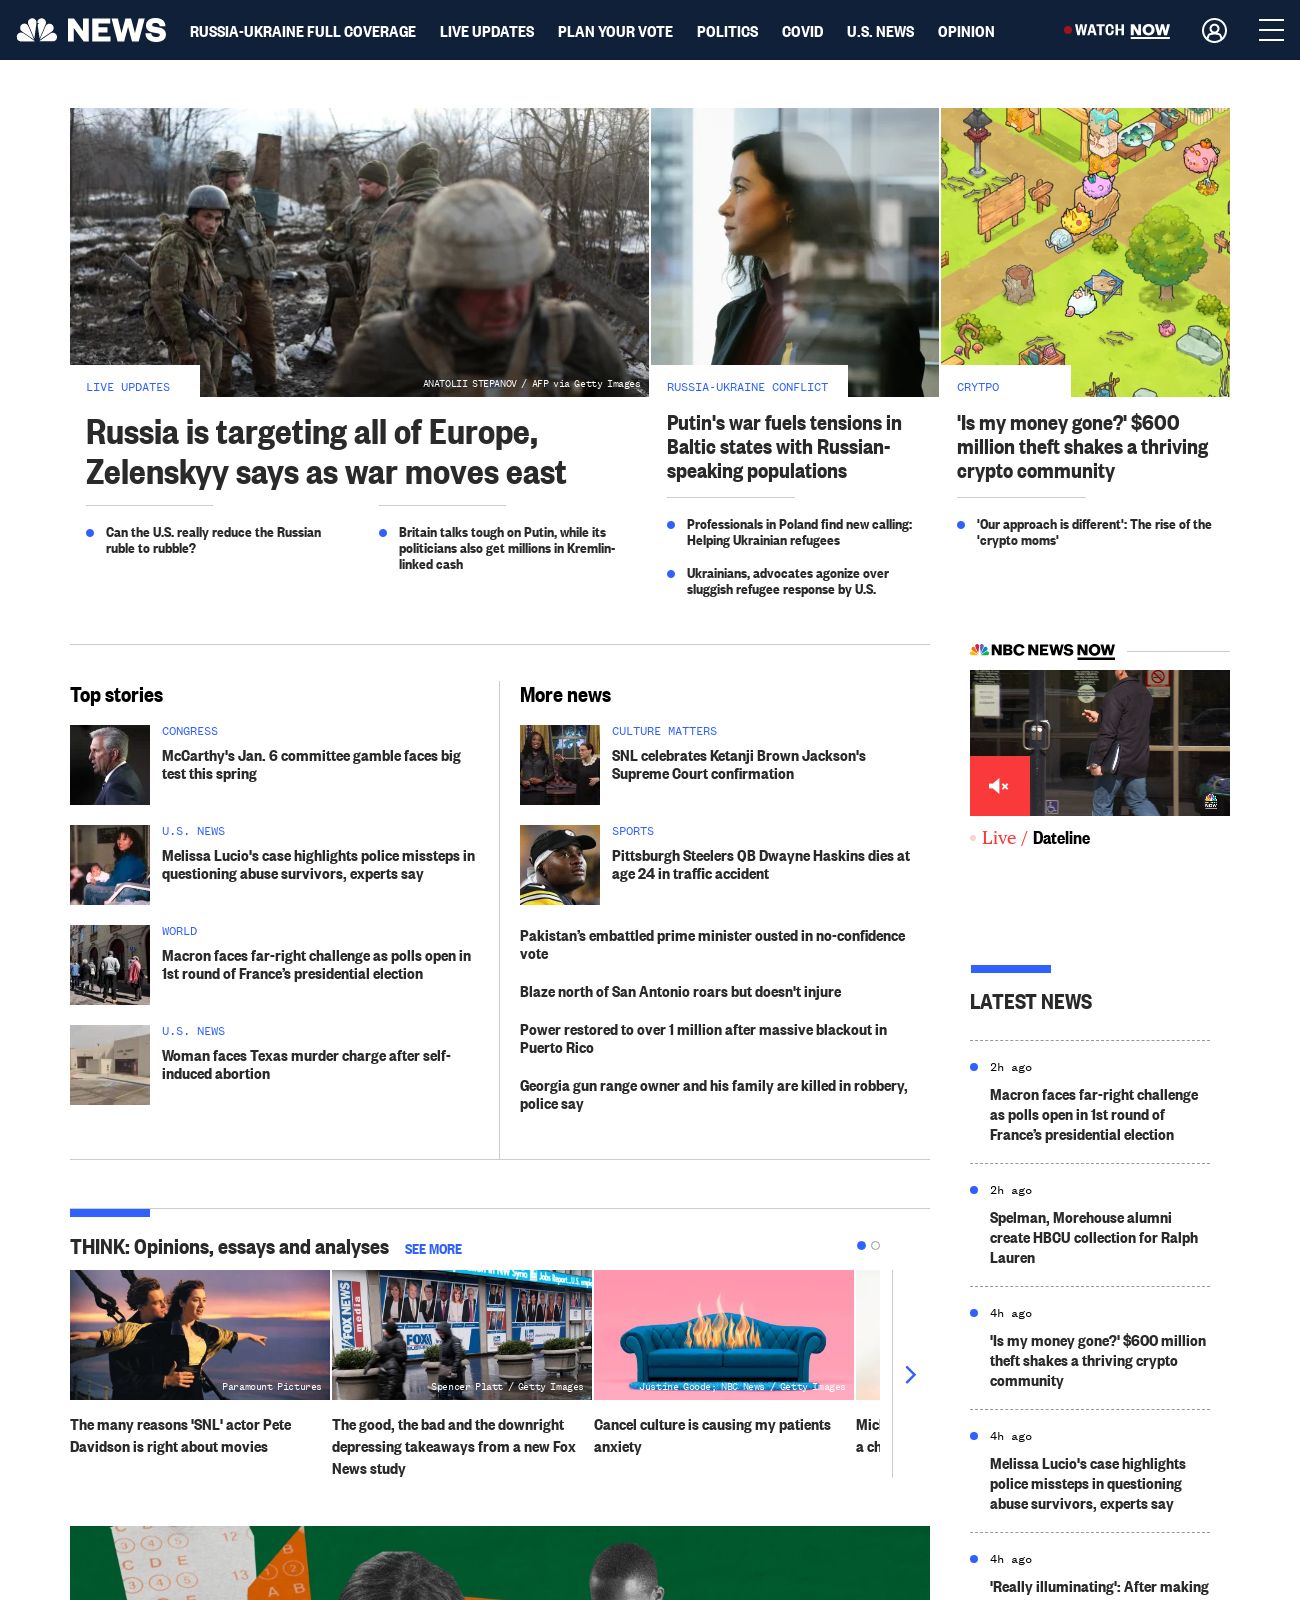 NEWS
RUSSIA-UKRAINE FULL COVERAGE
LIVE UPDATES
PLAN YOUR VOTE
POLITICS
COVID
U.S. NEWS
OPINION
WATCH NOW
ANATOLII STEPANOV / AFP via Getty Images
LIVE UPDATES
Russia is targeting all of Europe,
Zelenskyy says as war moves east
Can the U.S. really reduce the Russian
ruble to rubble?
Britain talks tough on Putin, while its
politicians also get millions in Kremlin-
linked cash
RUSSIA-UKRAINE CONFLICT
Putin's war fuels tensions in
Baltic states with Russian-
speaking populations
Professionals in Poland find new calling:
Helping Ukrainian refugees
Ukrainians, advocates agonize over
sluggish refugee response by U.S.
CRYTPO
'Is my money gone?' $600
million theft shakes a thriving
crypto community
'Our approach is different': The rise of the
'crypto moms'
Top stories
CONGRESS
McCarthy's Jan. 6 committee gamble faces big
test this spring
U.S. NEWS
Melissa Lucio's case highlights police missteps in
questioning abuse survivors, experts say
WORLD
Macron faces far-right challenge as polls open in
1st round of France’s presidential election
U.S. NEWS
Woman faces Texas murder charge after self-
induced abortion
More news
CULTURE MATTERS
SNL celebrates Ketanji Brown Jackson's
Supreme Court confirmation
SPORTS
Pittsburgh Steelers QB Dwayne Haskins dies at
age 24 in traffic accident
Pakistan’s embattled prime minister ousted in no-confidence
vote
Blaze north of San Antonio roars but doesn't injure
Power restored to over 1 million after massive blackout in
Puerto Rico
Georgia gun range owner and his family are killed in robbery,
police say
NBC NEWS NOW
NOW
Live / Dateline
LATEST NEWS
2h ago
Macron faces far-right challenge
as polls open in 1st round of
France’s presidential election
2h ago
Spelman, Morehouse alumni
create HBCU collection for Ralph
Lauren
4h ago
'Is my money gone?' $600 million
theft shakes a thriving crypto
community
4h ago
Melissa Lucio's case highlights
police missteps in questioning
abuse survivors, experts say
4h ago
'Really illuminating': After making
THINK: Opinions, essays and analyses
SEE MORE
Paramount Pictures
The many reasons 'SNL' actor Pete
Davidson is right about movies
FOX NEWS
media
FOX
Spencer Platt / Getty Images
The good, the bad and the downright
depressing takeaways from a new Fox
News study
Justine Goode; NBC News / Getty Images
Cancel culture is causing my patients
anxiety
Mic
a ch
12
13
C D E
3 4 5
B
A B